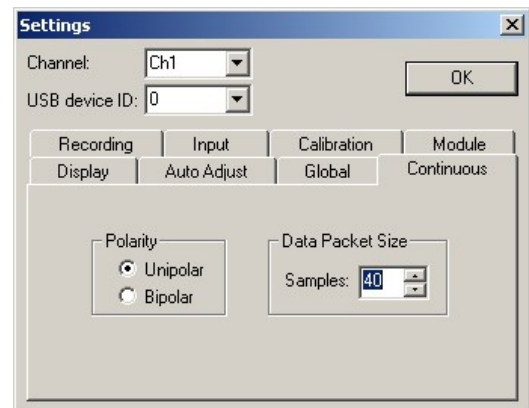 Settings
Channel: Ch1
OK
USB device ID: 0
Recording Input Calibration Module
Display Auto Adjust Global Continuous
Polarity Data Packet Size
Unipolar
Samples: 40
Bipolar